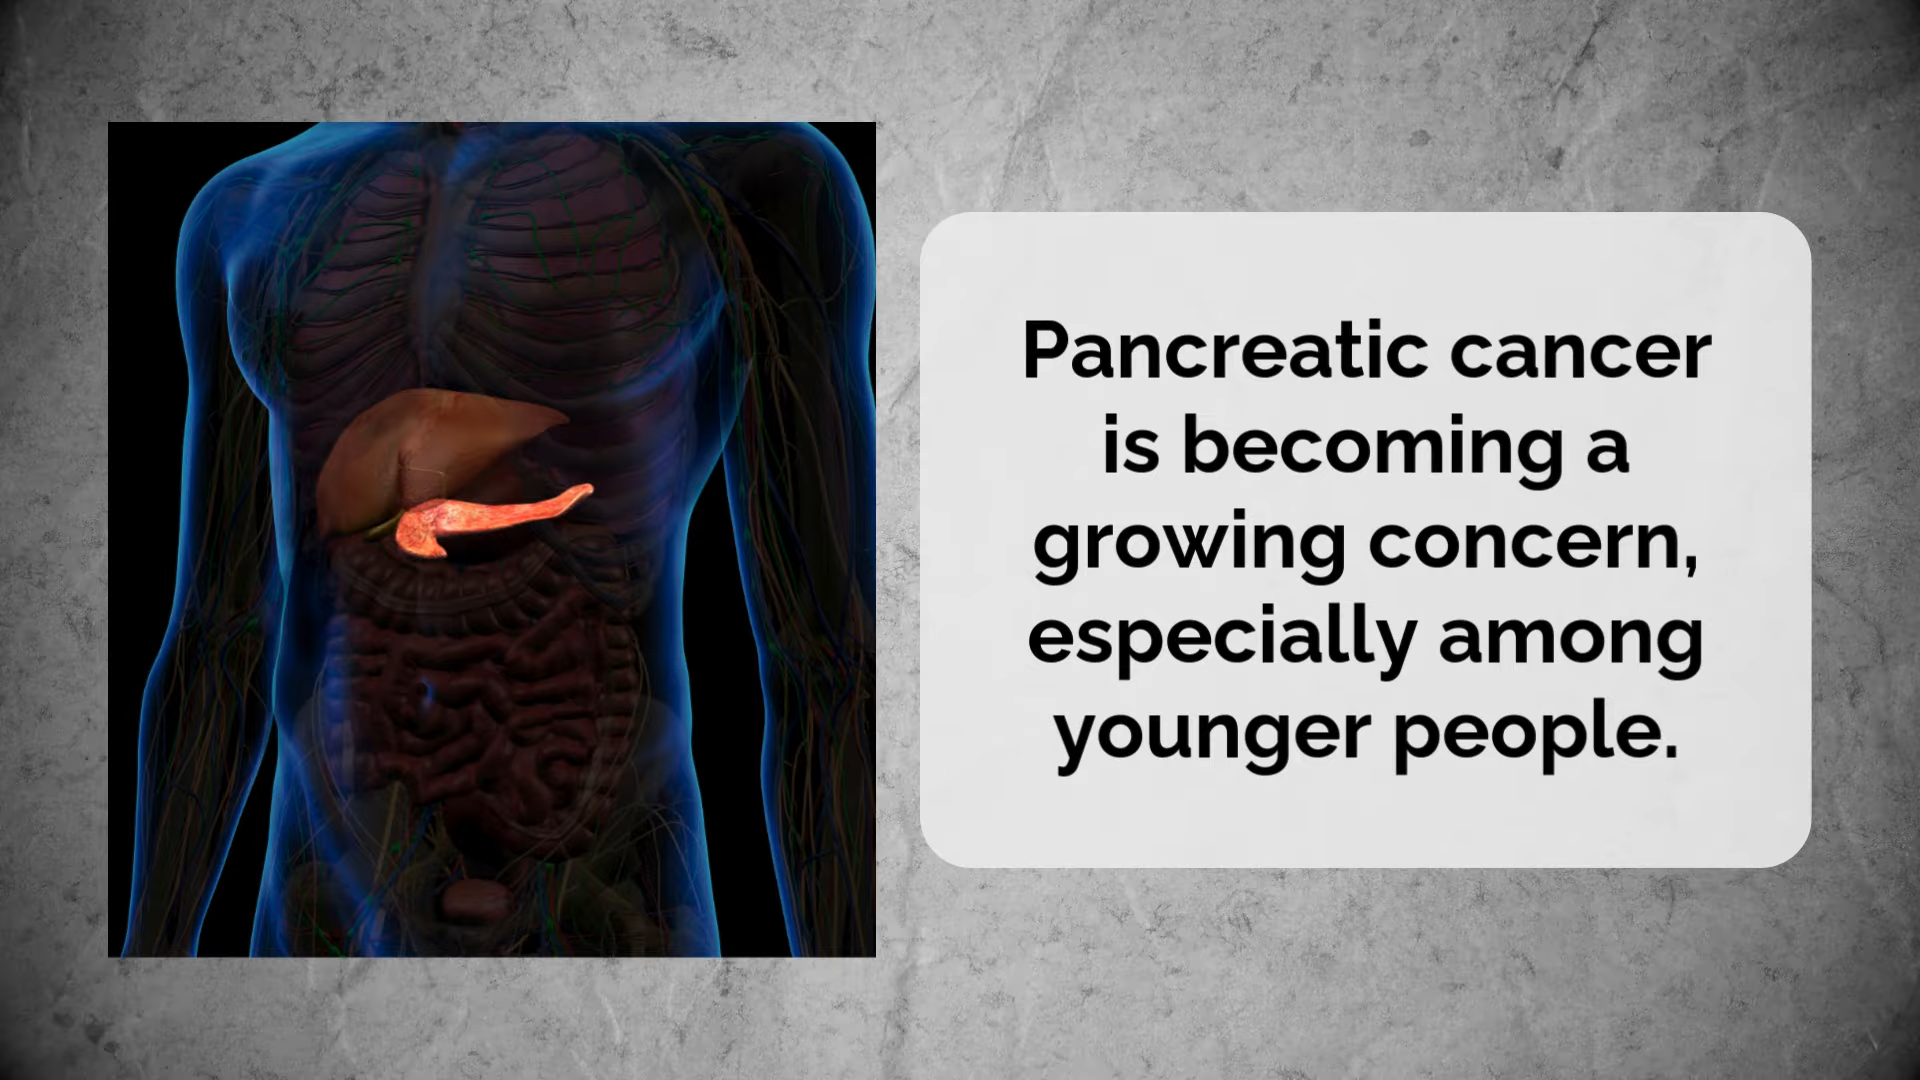 Pancreatic cancer
is becoming a
growing concern,
especially among
younger people.